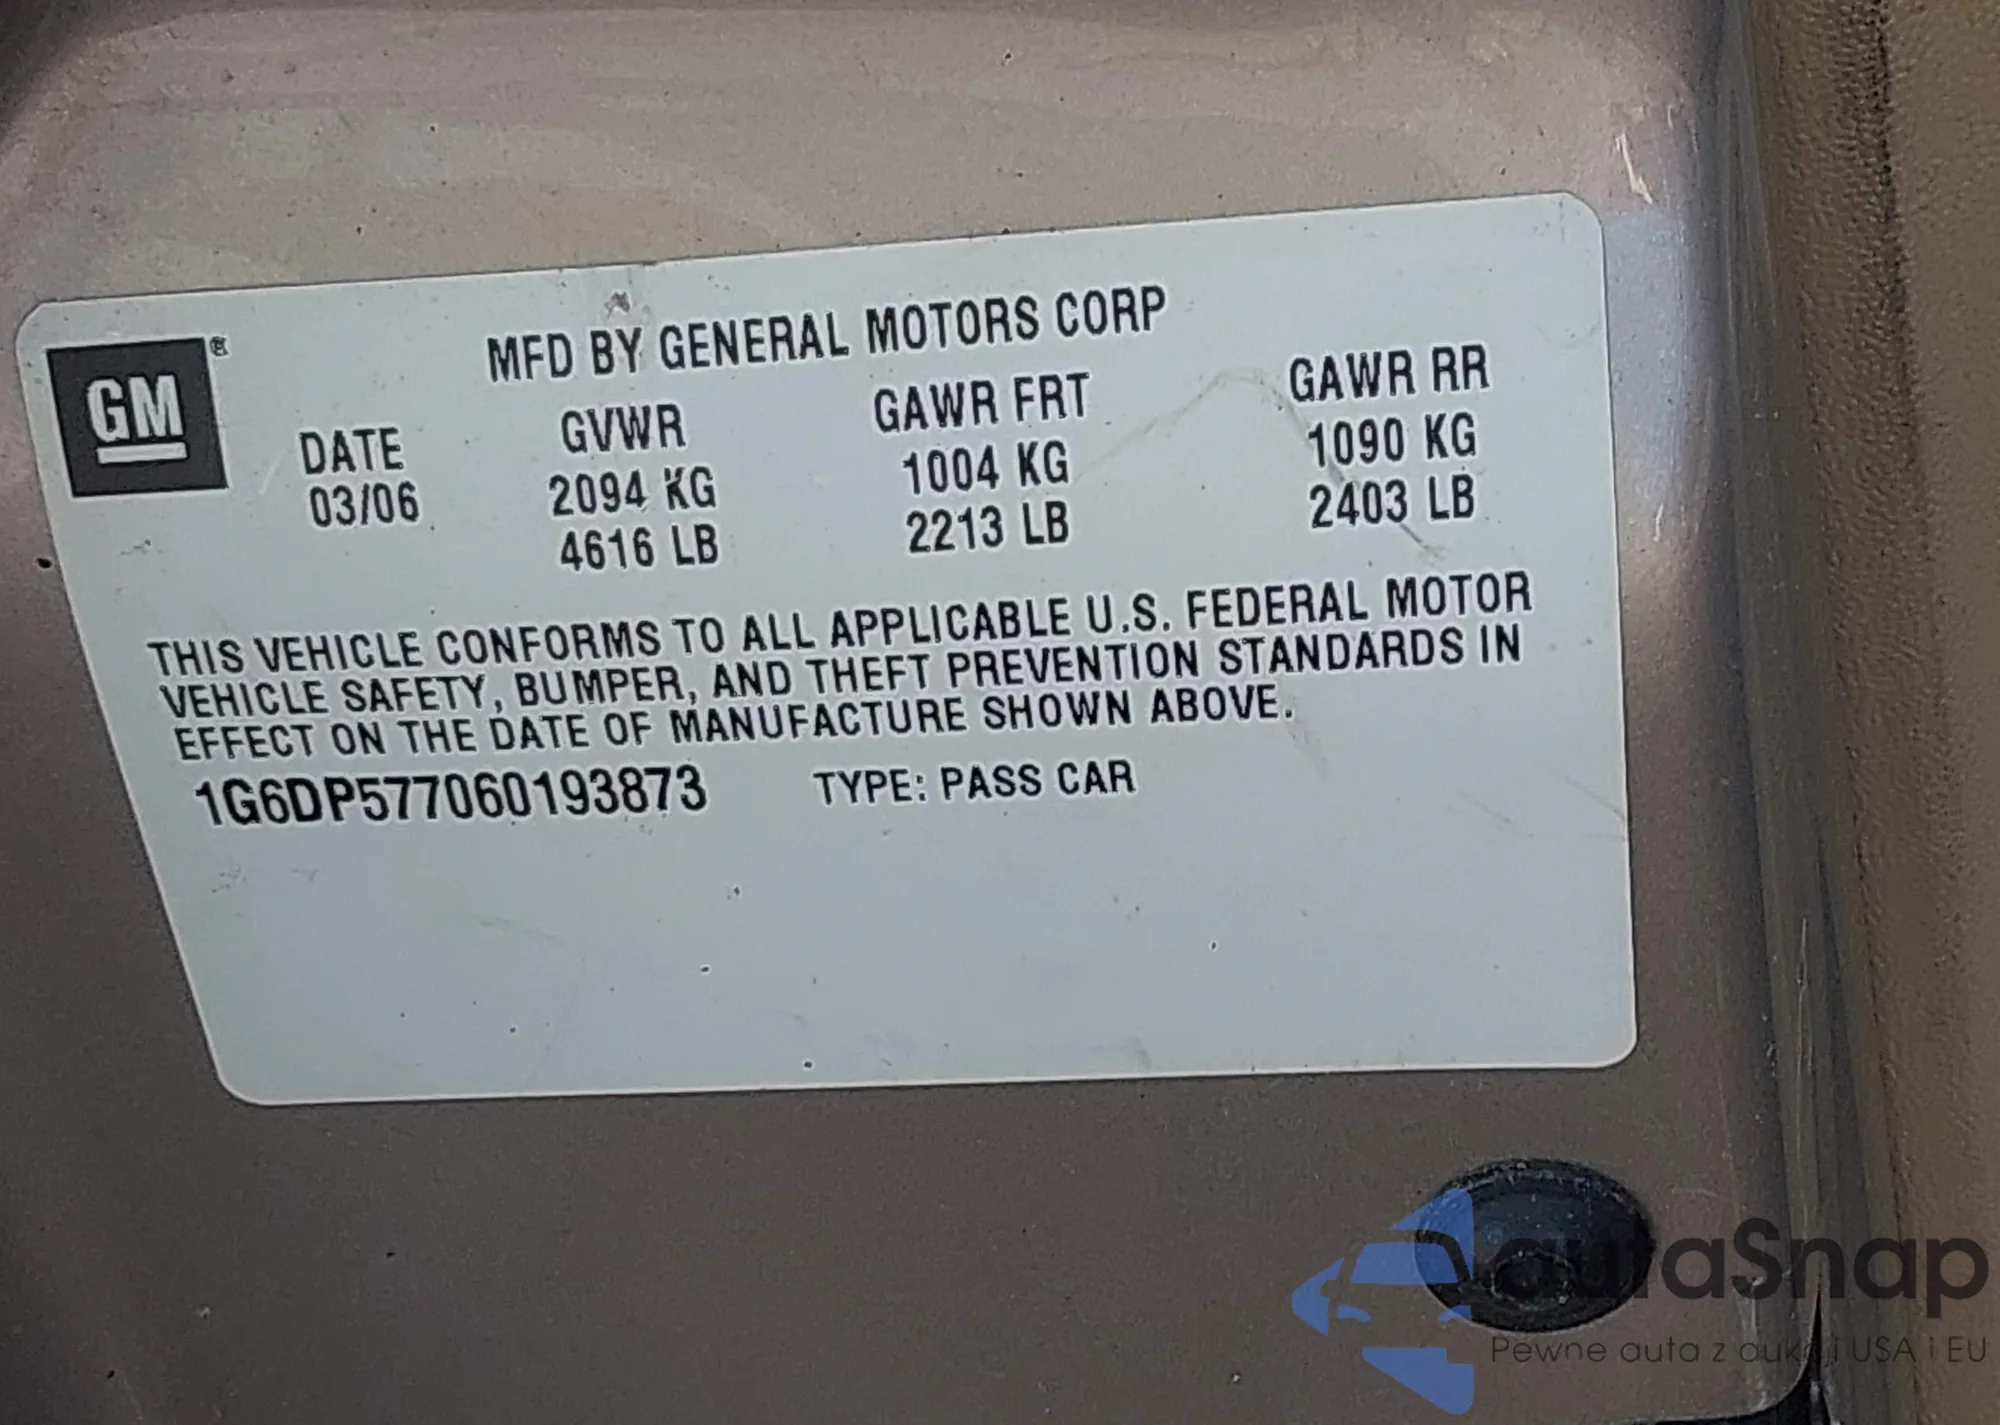 GM ®
MFD BY GENERAL MOTORS CORP
DATE GVWR GAWR FRT GAWR RR
03/06 2094 KG 1004 KG 1090 KG
4616 LB 2213 LB 2403 LB
THIS VEHICLE CONFORMS TO ALL APPLICABLE U.S. FEDERAL MOTOR
VEHICLE SAFETY, BUMPER, AND THEFT PREVENTION STANDARDS IN
EFFECT ON THE DATE OF MANUFACTURE SHOWN ABOVE.
1G6DP577060193873 TYPE: PASS CAR
autaSnap
Pewne auta z aukcji USA i EU